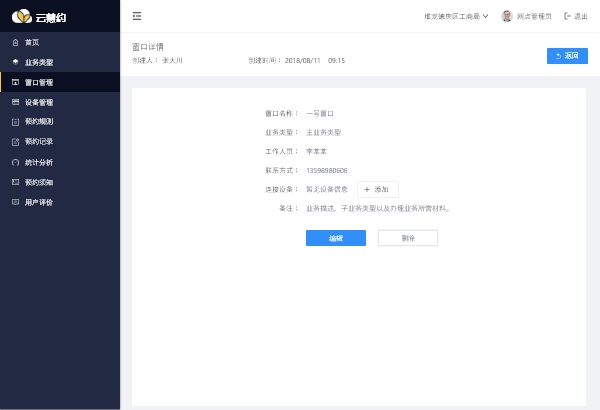 云慧约
首页
业务类型
窗口管理
设备管理
预约规则
预约记录
统计分析
预约须知
用户评价
堆龙德庆区工商局
网点管理员
退出
窗口详情
创建人： 张大川
创建时间： 2018/08/11 09:15
返回
窗口名称： 一号窗口
业务类型： 主业务类型
工作人员： 李某某
联系方式： 13598980606
连接设备： 暂无设备信息 + 添加
备注： 业务描述、子业务类型以及办理业务所需材料。
编辑
删除